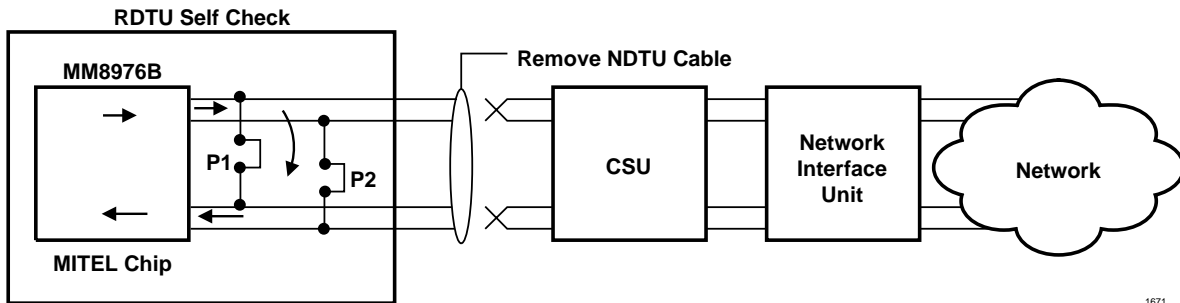 RDTU Self Check
MM8976B
Remove NDTU Cable
P1
P2
CSU
Network
Interface
Unit
Network
MITEL Chip
1671